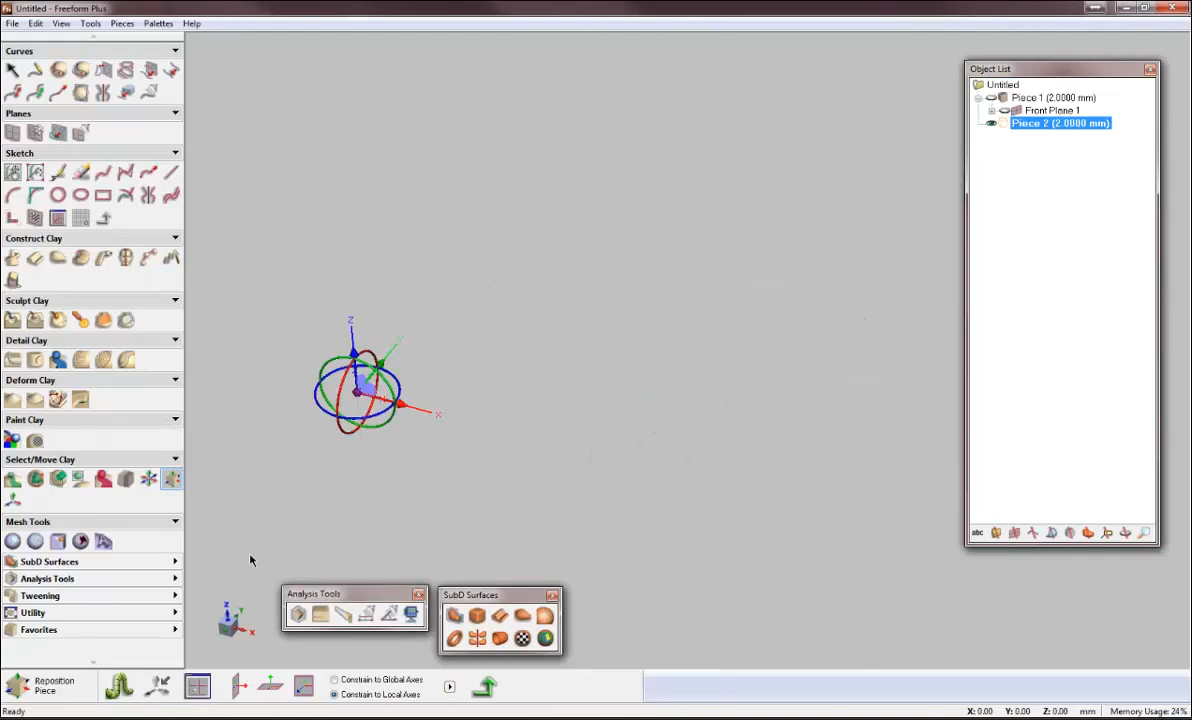 Untitled - Freeform Plus
File Edit View Tools Pieces Palettes Help
Curves
Planes
Sketch
Construct Clay
Sculpt Clay
Detail Clay
Deform Clay
Paint Clay
Select/Move Clay
Mesh Tools
SubD Surfaces
Analysis Tools
Tweening
Utility
Favorites
Z
Y
X
Z
Y
X
Analysis Tools
SubD Surfaces
Object List
Untitled
Piece 1 (2.0000 mm)
Front Plane 1
Piece 2 (2.0000 mm)
abc
Reposition
Piece
Constrain to Global Axes
Constrain to Local Axes
Ready
X: 0.00 Y: 0.00 Z: 0.00 mm Memory Usage: 24%